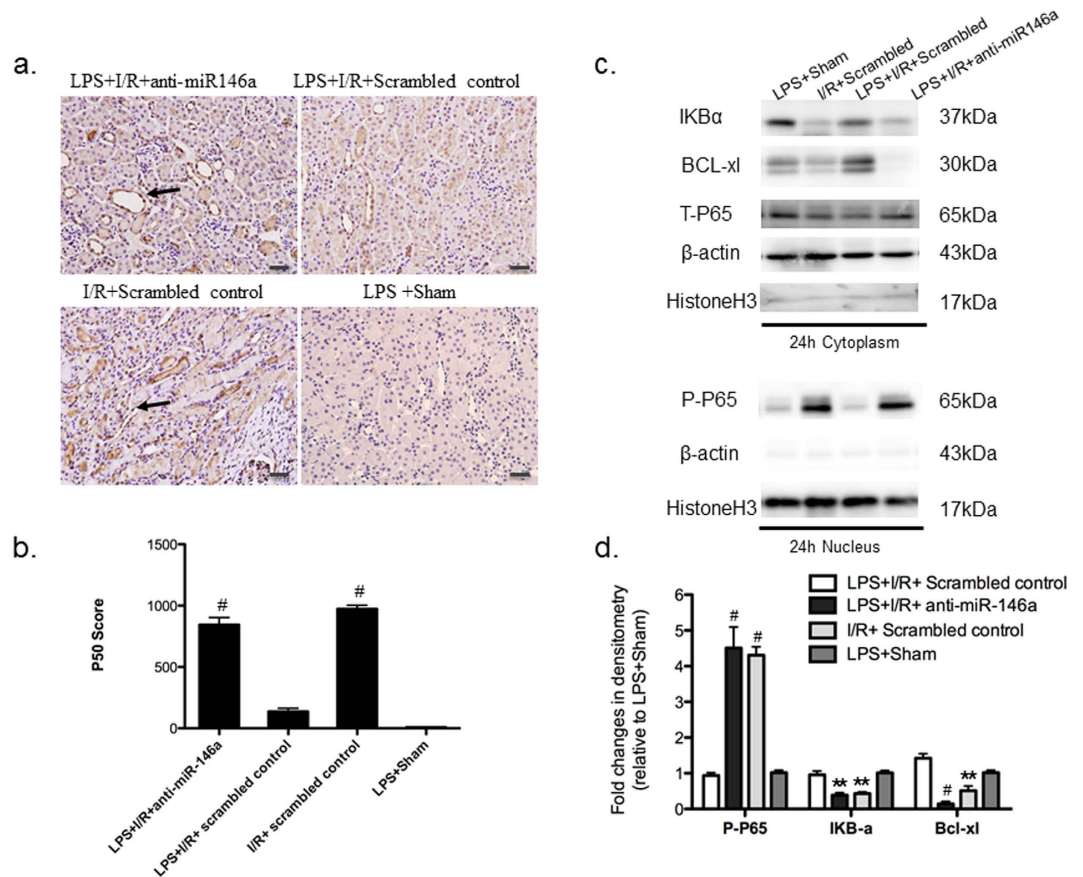 a.
LPS+I/R+anti-miR146a
LPS+I/R+Scrambled control
I/R+Scrambled control
LPS +Sham
b.
P50 Score
1500
1000
500
0
#
#
LPS+I/R+anti-miR-146a
LPS+I/R+ scrambled control
I/R+ scrambled control
LPS+Sham
c.
LPS+Sham
I/R+Scrambled
LPS+I/R+Scrambled
LPS+I/R+anti-miR146a
IKBα 37kDa
BCL-xl 30kDa
T-P65 65kDa
β-actin 43kDa
HistoneH3 17kDa
24h Cytoplasm
P-P65 65kDa
β-actin 43kDa
HistoneH3 17kDa
24h Nucleus
d.
Fold changes in densitometry
(relative to LPS+Sham)
6
4
2
1
0
LPS+I/R+ Scrambled control
LPS+I/R+ anti-miR-146a
I/R+ Scrambled control
LPS+Sham
# #
** **
# **
P-P65 IKB-a Bcl-xl